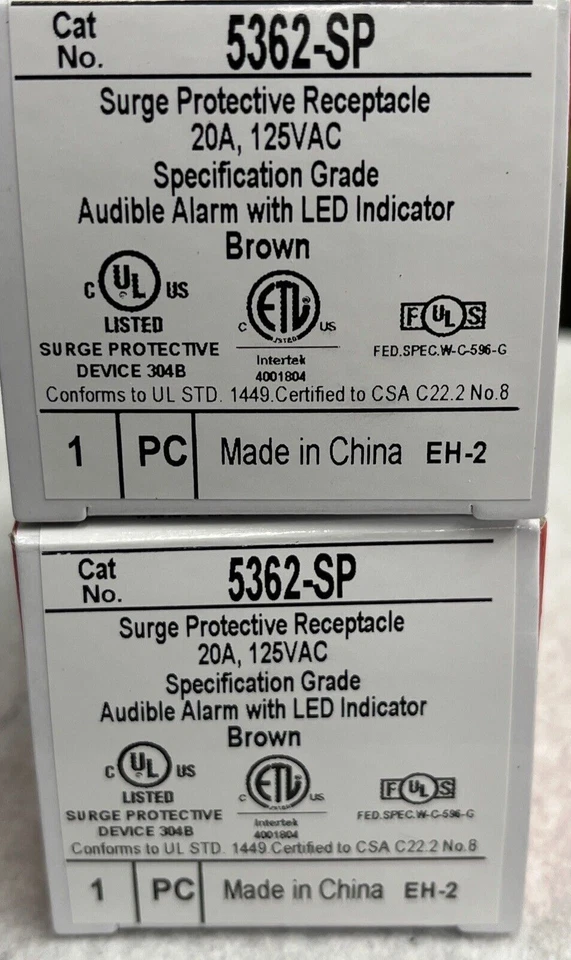 Cat No. 5362-SP
Surge Protective Receptacle
20A, 125VAC
Specification Grade
Audible Alarm with LED Indicator
Brown
C UL US
LISTED
SURGE PROTECTIVE
DEVICE 304B
C ETL US
LISTED
Intertek
4001804
F UL S
FED.SPEC.W-C-596-G
Conforms to UL STD. 1449.Certified to CSA C22.2 No.8
1 PC Made in China EH-2
Cat No. 5362-SP
Surge Protective Receptacle
20A, 125VAC
Specification Grade
Audible Alarm with LED Indicator
Brown
C UL US
LISTED
SURGE PROTECTIVE
DEVICE 304B
C ETL US
Intertek
4001804
F UL S
FED.SPEC.W-C-596-G
Conforms to UL STD. 1449.Certified to CSA C22.2 No.8
1 PC Made in China EH-2